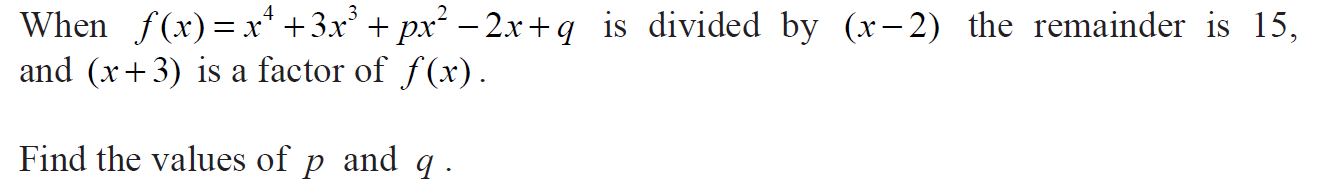 When f(x) = x⁴ + 3x³ + px² − 2x + q is divided by (x − 2) the remainder is 15,
and (x + 3) is a factor of f(x).
Find the values of p and q.